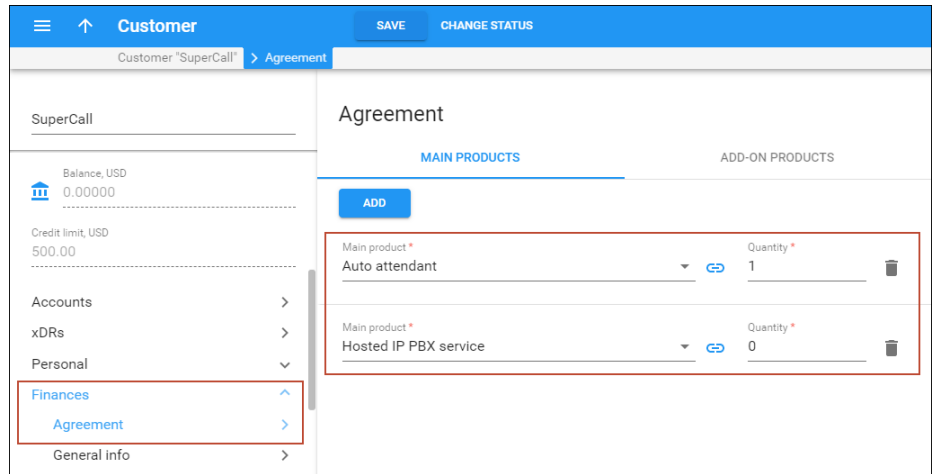 Customer
SAVE
CHANGE STATUS
Customer "SuperCall"
Agreement
SuperCall
Balance, USD
0.00000
Credit limit, USD
500.00
Accounts
xDRs
Personal
Finances
Agreement
General info
Agreement
MAIN PRODUCTS
ADD-ON PRODUCTS
ADD
Main product *
Quantity *
Auto attendant
1
Main product *
Quantity *
Hosted IP PBX service
0